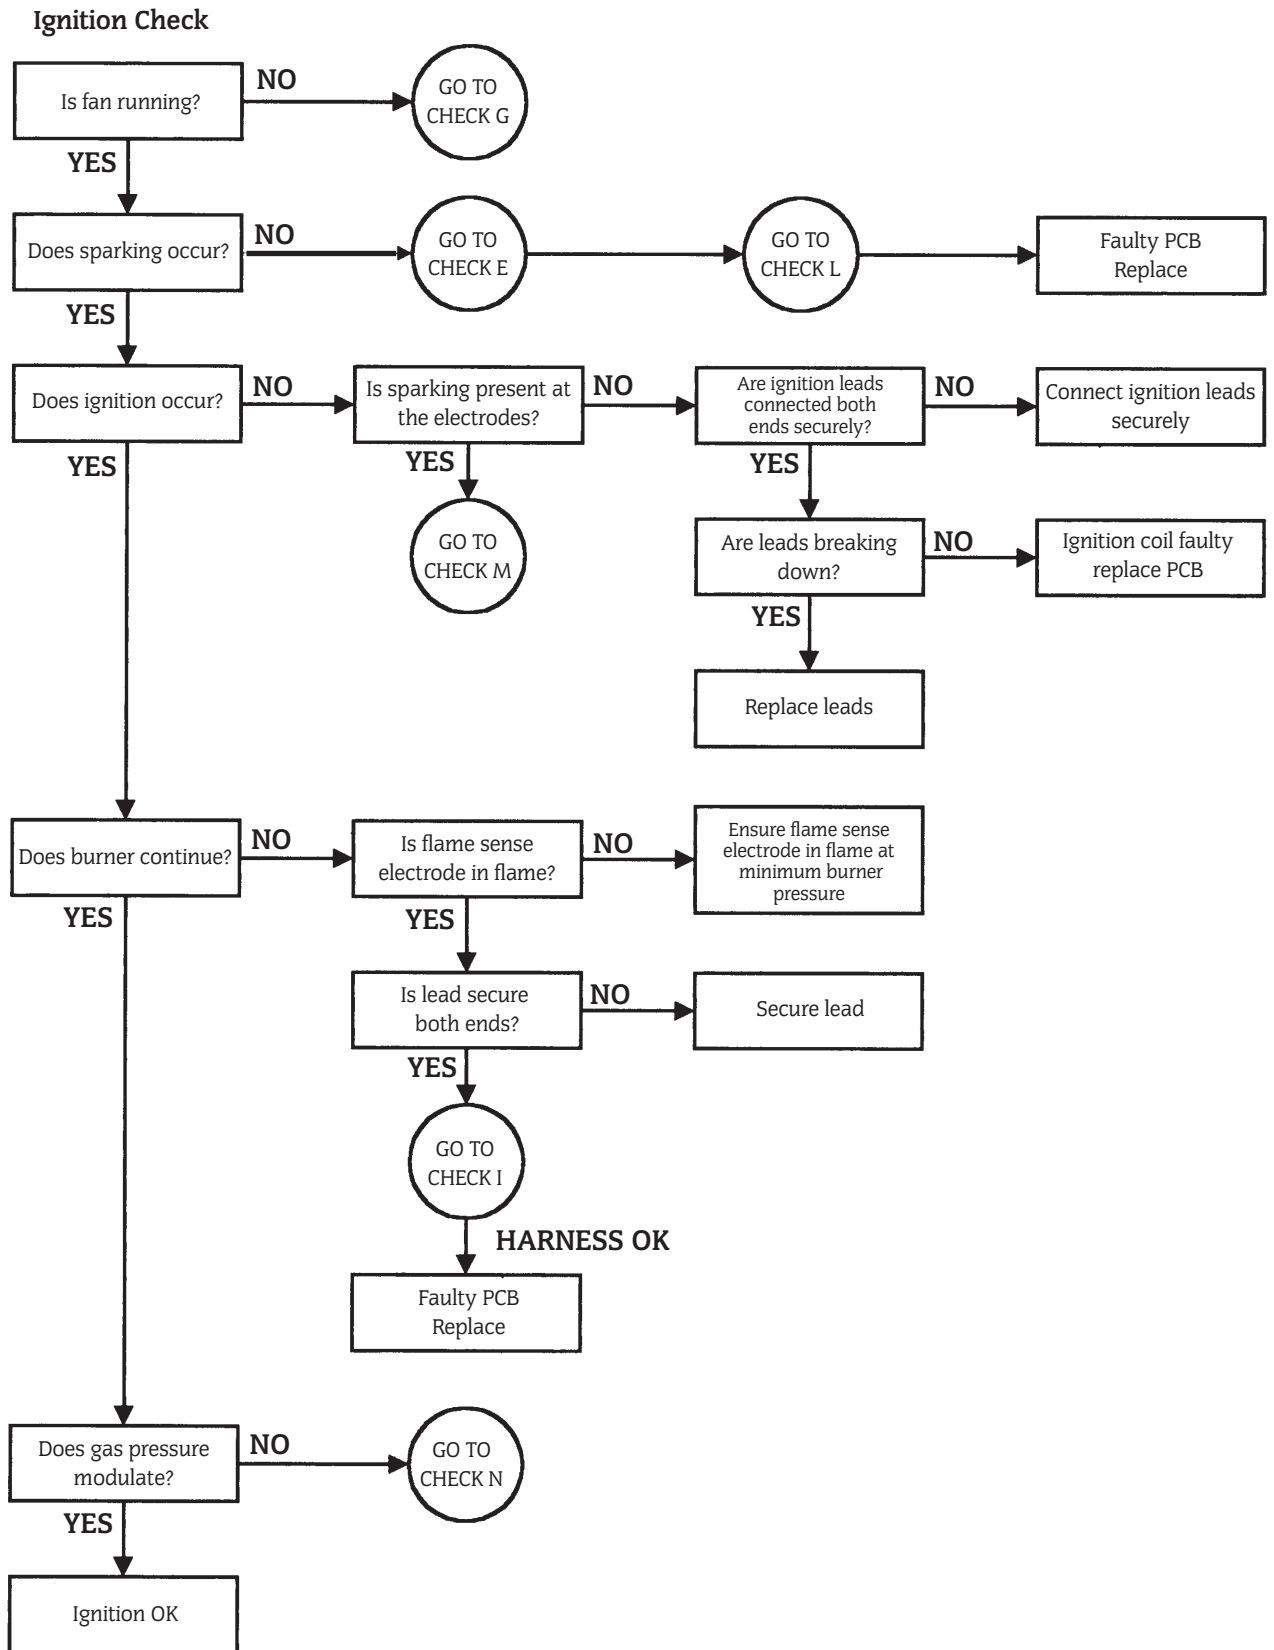 Ignition Check
Is fan running?
NO
GO TO
CHECK G
YES
Does sparking occur?
NO
GO TO
CHECK E
GO TO
CHECK L
Faulty PCB
Replace
YES
Does ignition occur?
NO
Is sparking present at
the electrodes?
NO
Are ignition leads
connected both
ends securely?
NO
Connect ignition leads
securely
YES
YES
GO TO
CHECK M
YES
Are leads breaking
down?
NO
Ignition coil faulty
replace PCB
YES
Replace leads
Does burner continue?
NO
Is flame sense
electrode in flame?
NO
Ensure flame sense
electrode in flame at
minimum burner
pressure
YES
YES
Is lead secure
both ends?
NO
Secure lead
YES
GO TO
CHECK I
HARNESS OK
Faulty PCB
Replace
Does gas pressure
modulate?
NO
GO TO
CHECK N
YES
Ignition OK